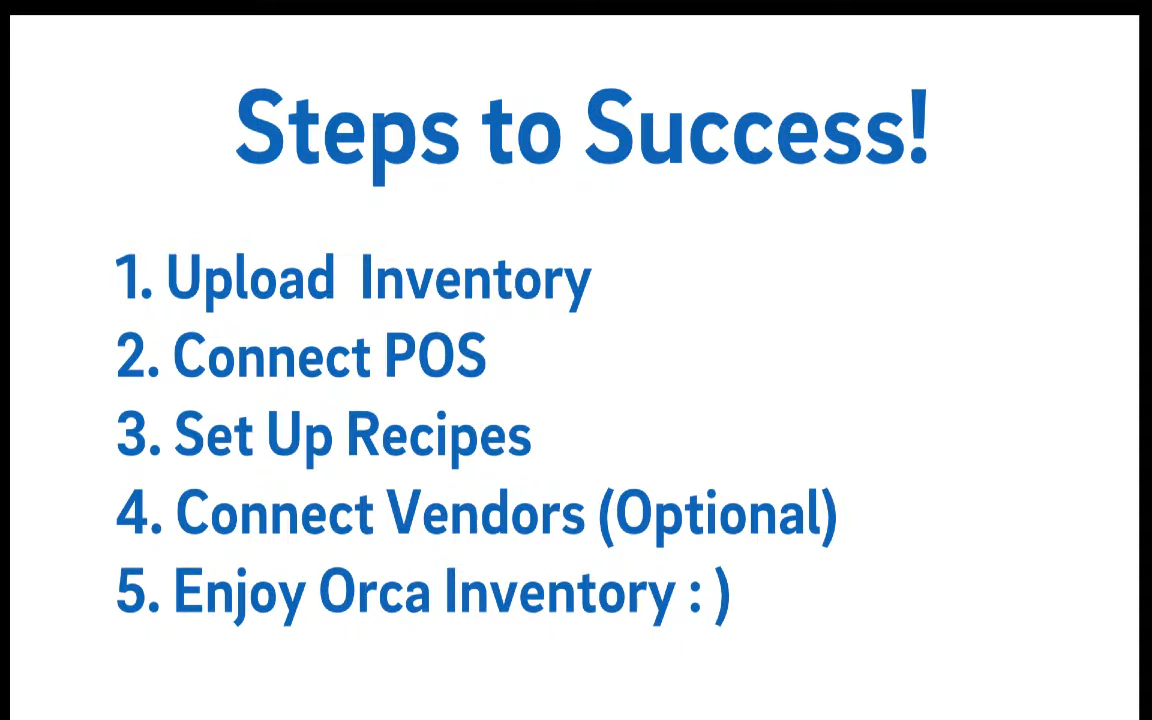 Steps to Success!
1. Upload  Inventory
2. Connect POS
3. Set Up Recipes
4. Connect Vendors (Optional)
5. Enjoy Orca Inventory : )